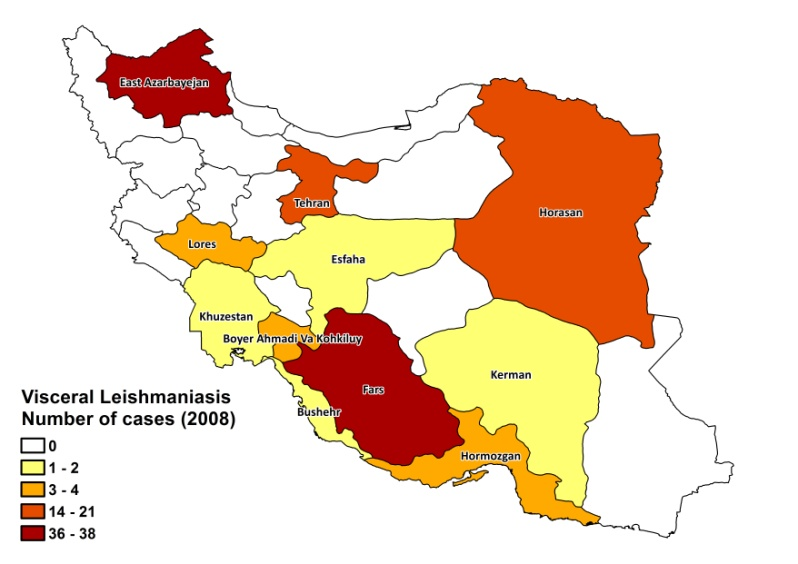 East Azarbayejan
Tehran
Horasan
Lores
Esfaha
Khuzestan
Boyer Ahmadi Va Kohkiluy
Kerman
Fars
Bushehr
Hormozgan
Visceral Leishmaniasis
Number of cases (2008)
0
1 - 2
3 - 4
14 - 21
36 - 38